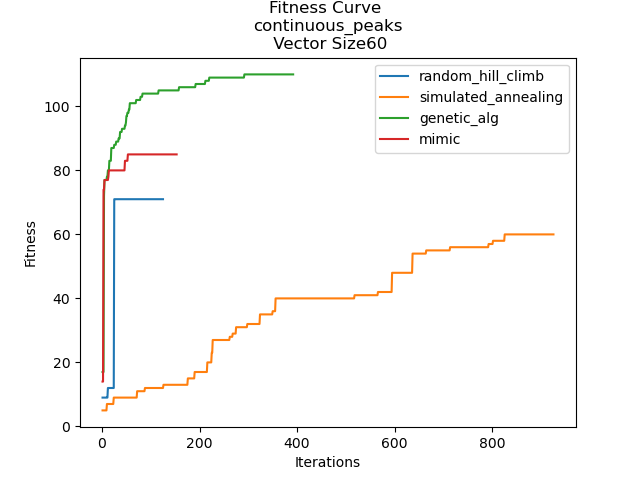 Fitness Curve
continuous_peaks
Vector Size60
random_hill_climb
simulated_annealing
genetic_alg
mimic
Fitness
100
80
60
40
20
0
0 200 400 600 800
Iterations